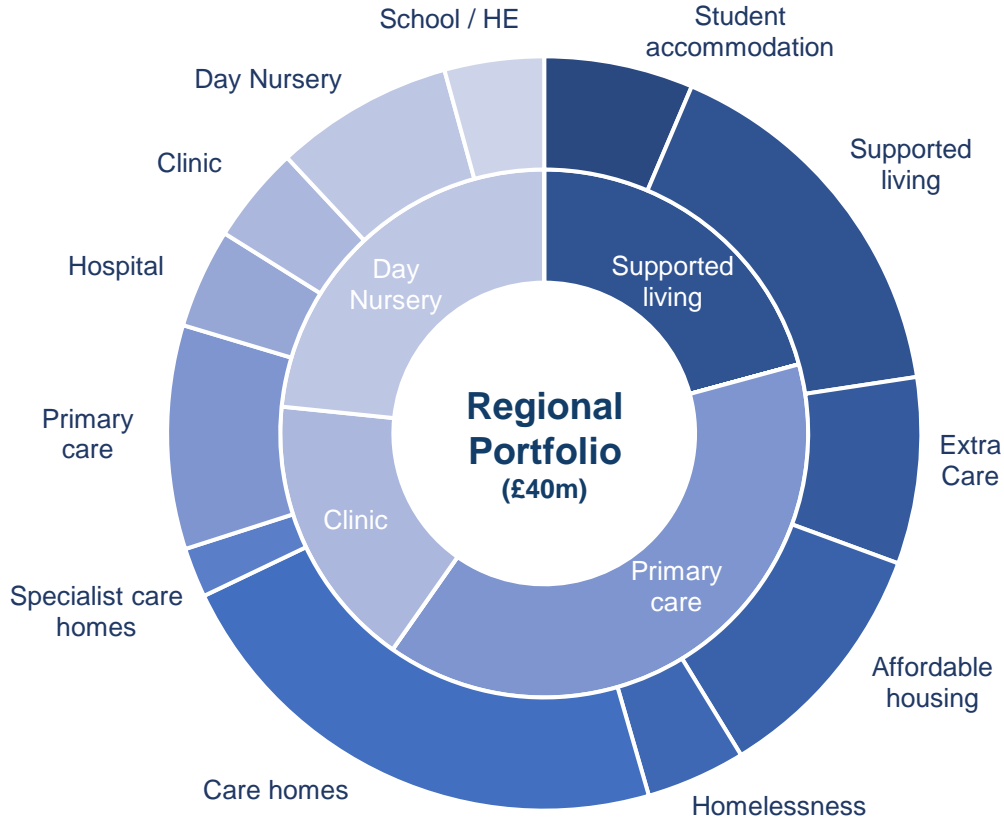 School / HE
Student
accommodation
Day Nursery
Supported
living
Clinic
Hospital
Day
Nursery
Supported
living
Regional
Portfolio
(£40m)
Primary
care
Extra
Care
Clinic
Primary
care
Specialist care
homes
Affordable
housing
Care homes
Homelessness